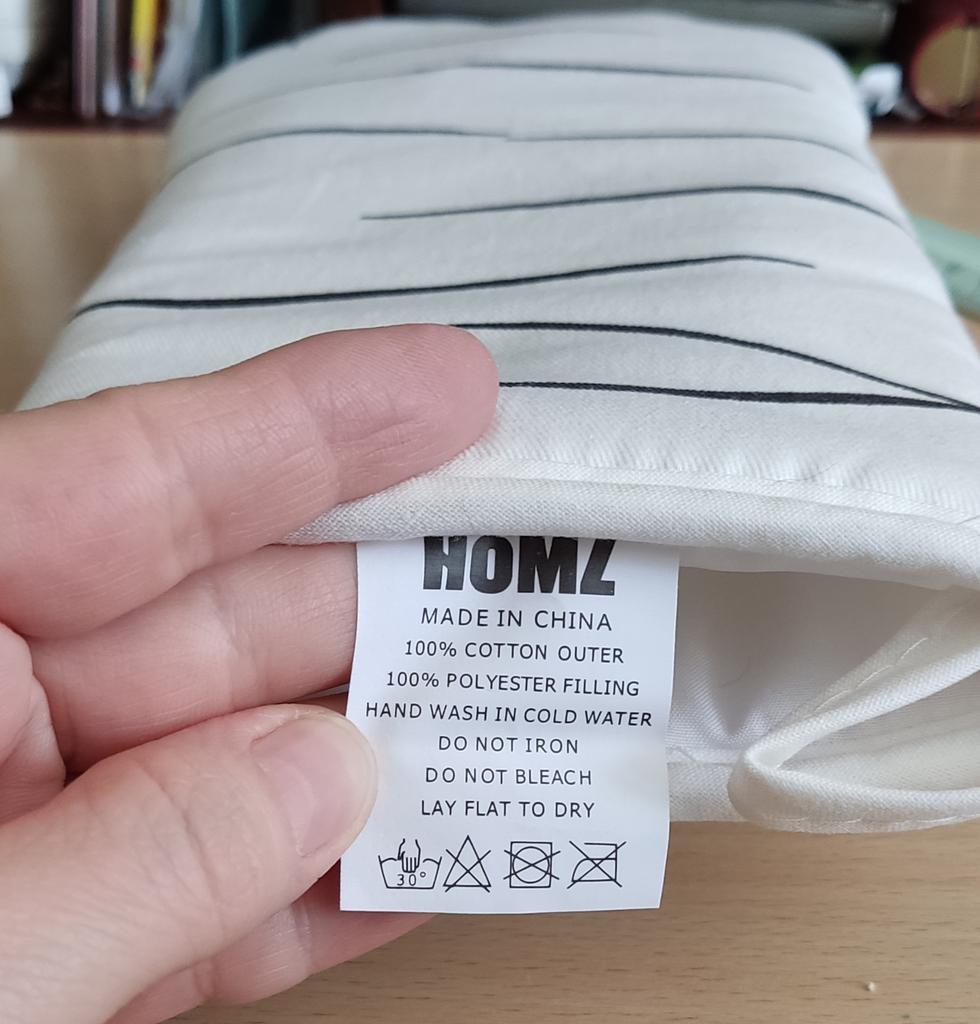 HOMZ
MADE IN CHINA
100% COTTON OUTER
100% POLYESTER FILLING
HAND WASH IN COLD WATER
DO NOT IRON
DO NOT BLEACH
LAY FLAT TO DRY
30°